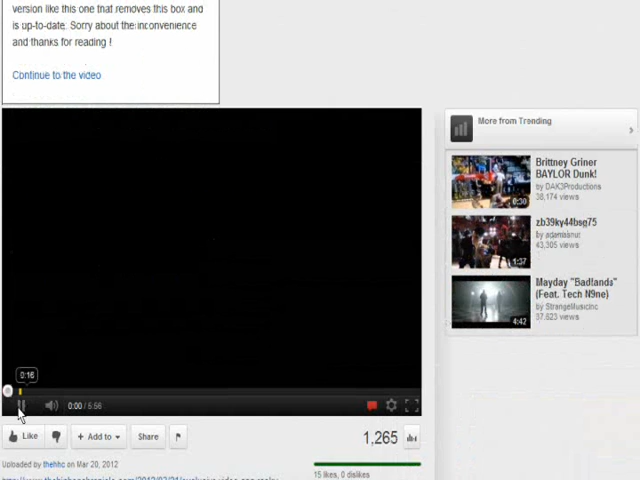 version like this one that removes this box and
is up-to-date. Sorry about the inconvenience
and thanks for reading !
Continue to the video
More from Trending
Brittney Griner
BAYLOR Dunk!
by DAK3Productions
38,174 views
0:30
zb39ky44bsg75
43,305 views
1:37
Mayday "Badlands"
(Feat. Tech N9ne)
by StrangeMusicInc
37,623 views
4:42
0:16
0:00 / 5:56
Like
+ Add to
Share
1,265
Uploaded by thehhc on Mar 20, 2012
15 likes, 0 dislikes